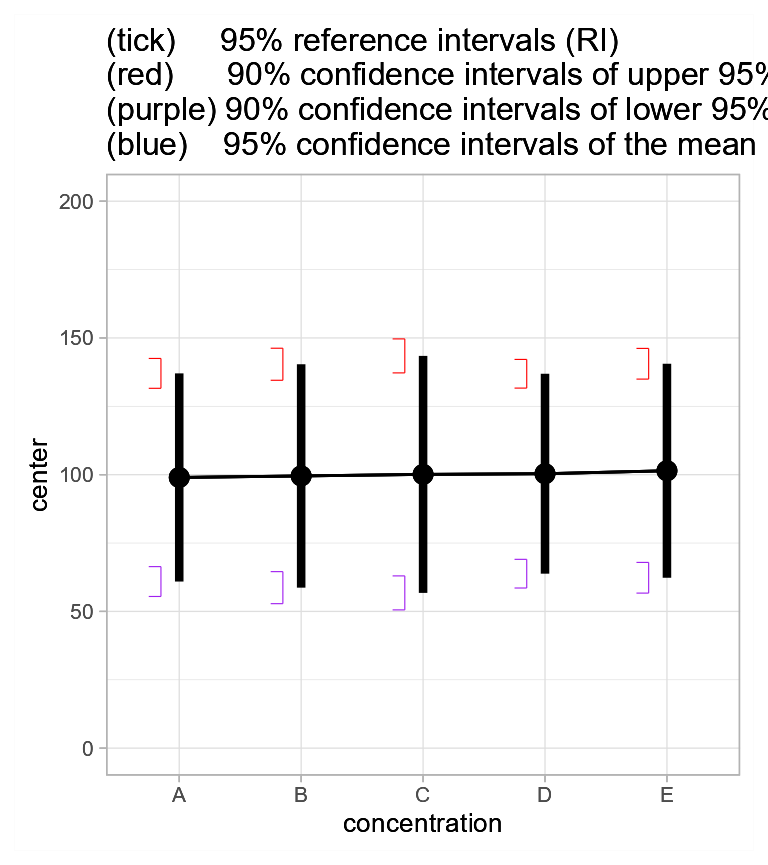 (tick) 95% reference intervals (RI)
(red) 90% confidence intervals of upper 95%
(purple) 90% confidence intervals of lower 95%
(blue) 95% confidence intervals of the mean
200
150
100
50
0
center
A B C D E
concentration